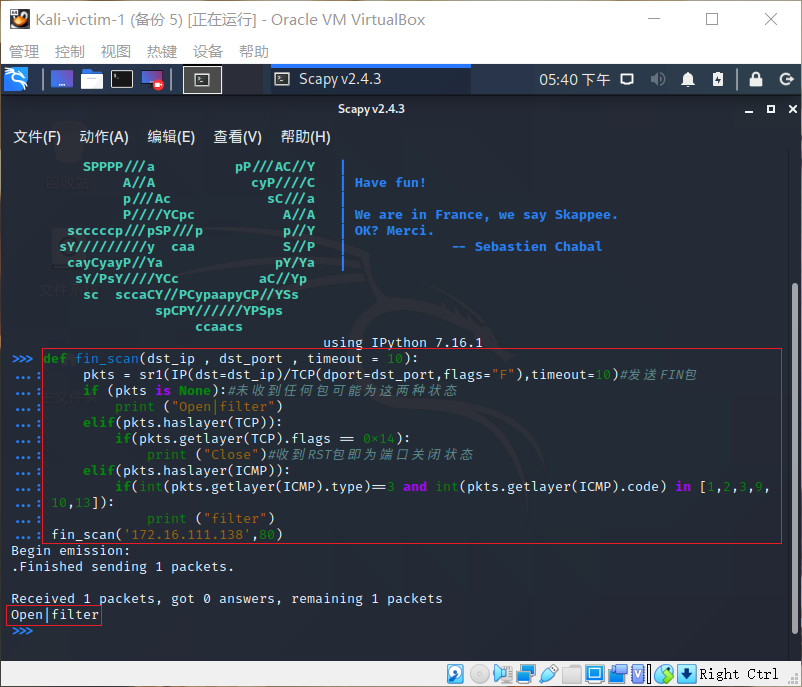 Kali-victim-1 (备份 5) [正在运行] - Oracle VM VirtualBox
管理 控制 视图 热键 设备 帮助
Scapy v2.4.3 05:40 下午
Scapy v2.4.3
文件(F) 动作(A) 编辑(E) 查看(V) 帮助(H)
SPPPP///a pP///AC//Y |
A//A cyP////C | Have fun!
p///Ac sC///a |
P////YCpc A//A | We are in France, we say Skappee.
scccccp///pSP///p p//Y | OK? Merci.
sY/////////y caa S//P | -- Sebastien Chabal
cayCyayP//Ya pY/Ya |
sY/PsY////YCc aC//Yp
sc sccaCY//PCypaapyCP//YSs
spCPY//////YPSps
ccaacs
using IPython 7.16.1
>>> def fin_scan(dst_ip , dst_port , timeout = 10):
...: pkts = sr1(IP(dst=dst_ip)/TCP(dport=dst_port,flags="F"),timeout=10)#发送FIN包
...: if (pkts is None):#未收到任何包可能为这两种状态
...: print ("Open|filter")
...: elif(pkts.haslayer(TCP)):
...: if(pkts.getlayer(TCP).flags == 0×14):
...: print ("Close")#收到RST包即为端口关闭状态
...: elif(pkts.haslayer(ICMP)):
...: if(int(pkts.getlayer(ICMP).type)==3 and int(pkts.getlayer(ICMP).code) in [1,2,3,9,
...: 10,13]):
...: print ("filter")
...: fin_scan('172.16.111.138',80)
Begin emission:
.Finished sending 1 packets.
Received 1 packets, got 0 answers, remaining 1 packets
Open|filter
>>>
Right Ctrl